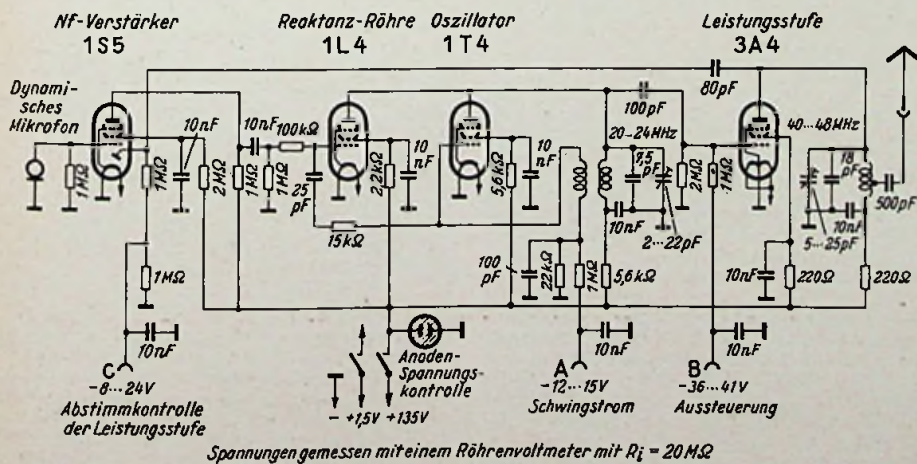 Nf-Verstärker
1S5
Reaktanz-Röhre
1L4
Oszillator
1T4
Leistungsstufe
3A4
Dynami-
sches
Mikrofon
1MΩ
1MΩ
10nF
2MΩ
1MΩ
10nF
1MΩ
100kΩ
25
pF
15kΩ
2,2kΩ
10
nF
5,6kΩ
10
nF
100pF
20-24MHz
7,5
pF
10nF
2...22pF
100
pF
22kΩ
1MΩ
5,6kΩ
80pF
2MΩ
1MΩ
40...48MHz
18
pF
10nF
5...25pF
500pF
10nF
220Ω
220Ω
1MΩ
10nF
C
-8...24V
Abstimmkontrolle
der Leistungsstufe
- +1,5V +135V
Anoden-
Spannungs-
kontrolle
10nF
A
-12...15V
Schwingstrom
10nF
B
-36...41V
Aussteuerung
Spannungen gemessen mit einem Röhrenvoltmeter mit Ri = 20MΩ